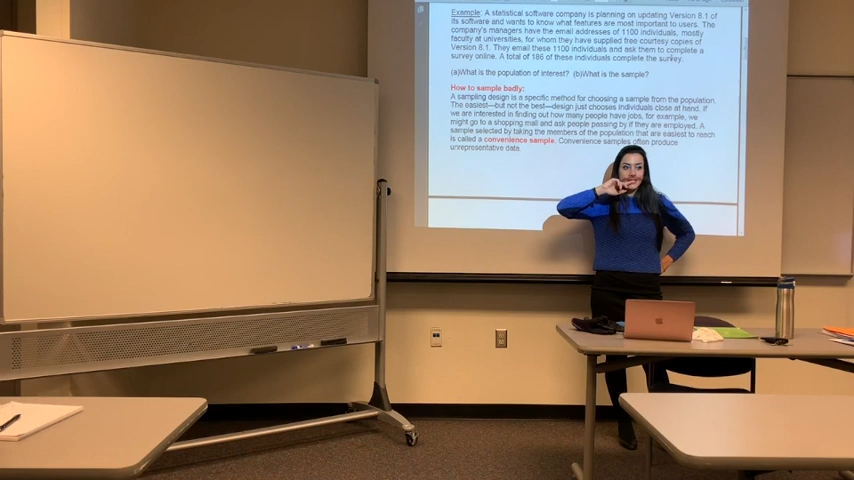 Example: A statistical software company is planning on updating Version 8.1 of
its software and wants to know what features are most important to users. The
company's managers have the email addresses of 1100 individuals, mostly
faculty at universities, for whom they have supplied free courtesy copies of
Version 8.1. They email these 1100 individuals and ask them to complete a
survey online. A total of 186 of these individuals complete the survey.
(a)What is the population of interest? (b)What is the sample?
How to sample badly:
A sampling design is a specific method for choosing a sample from the population.
The easiest—but not the best—design just chooses individuals close at hand. If
we are interested in finding out how many people have jobs, for example, we
might go to a shopping mall and ask people passing by if they are employed. A
sample selected by taking the members of the population that are easiest to reach
is called a convenience sample. Convenience samples often produce
unrepresentative data.